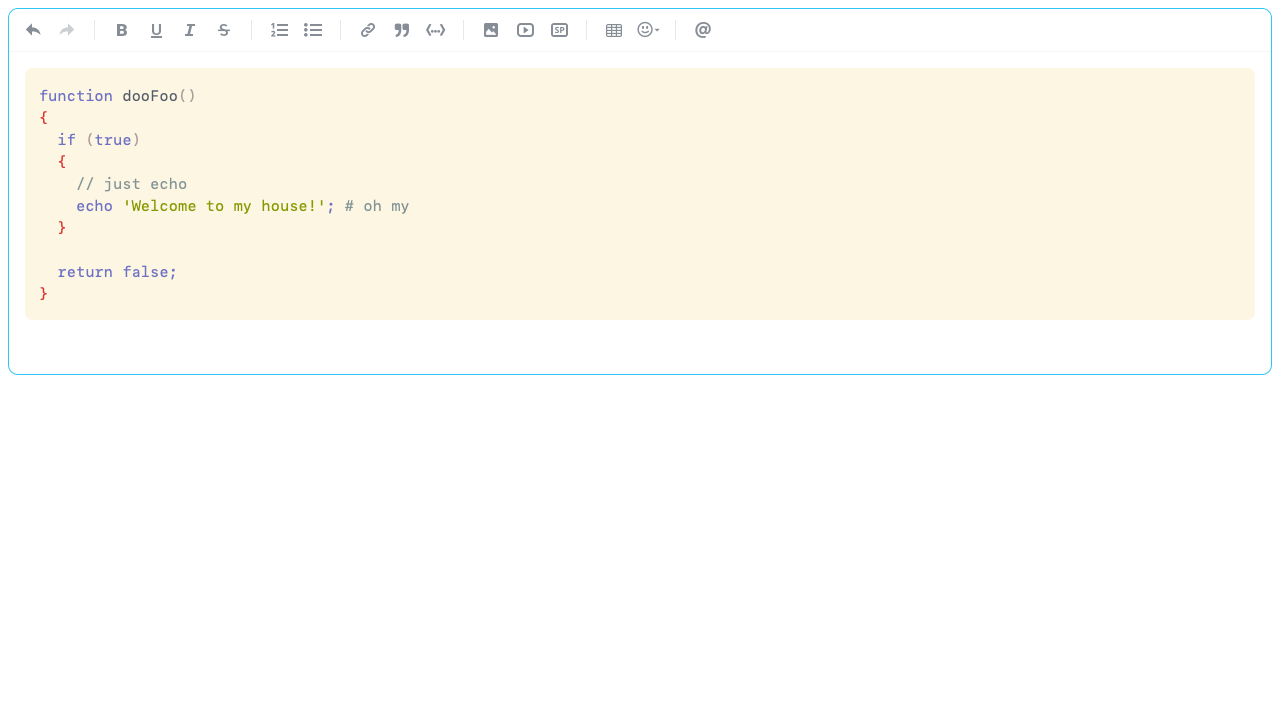 B U I S
SP
@
function dooFoo()
{
  if (true)
  {
    // just echo
    echo 'Welcome to my house!'; # oh my
  }

  return false;
}